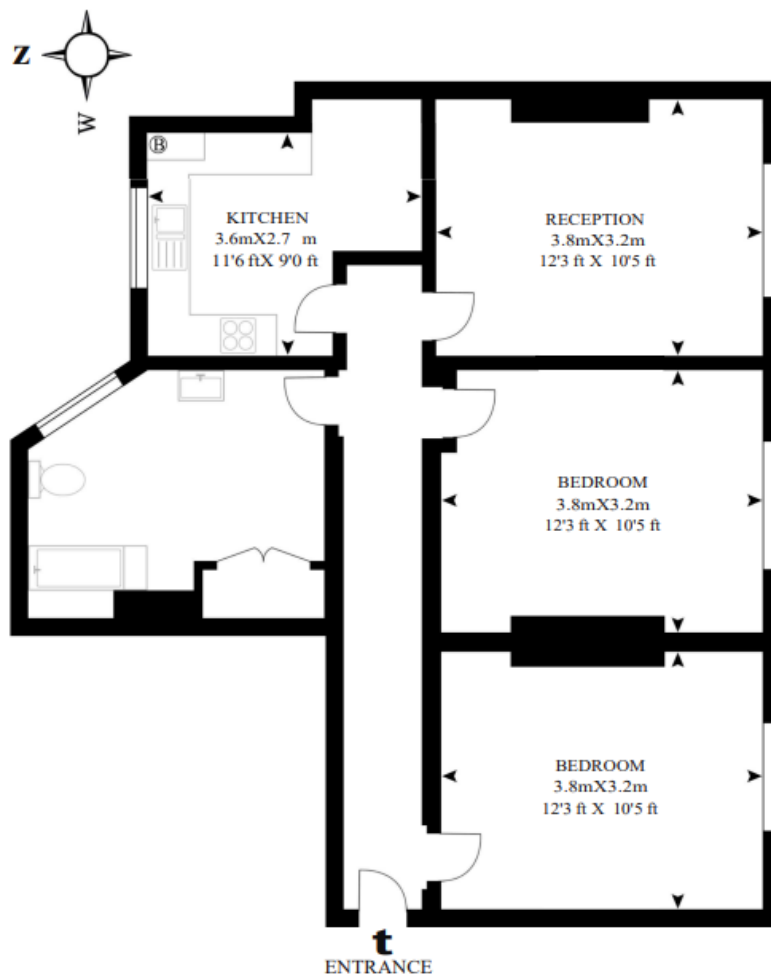 Z
W
B
KITCHEN
3.6mX2.7 m
11'6 ftX 9'0 ft
RECEPTION
3.8mX3.2m
12'3 ft X 10'5 ft
BEDROOM
3.8mX3.2m
12'3 ft X 10'5 ft
BEDROOM
3.8mX3.2m
12'3 ft X 10'5 ft
t
ENTRANCE